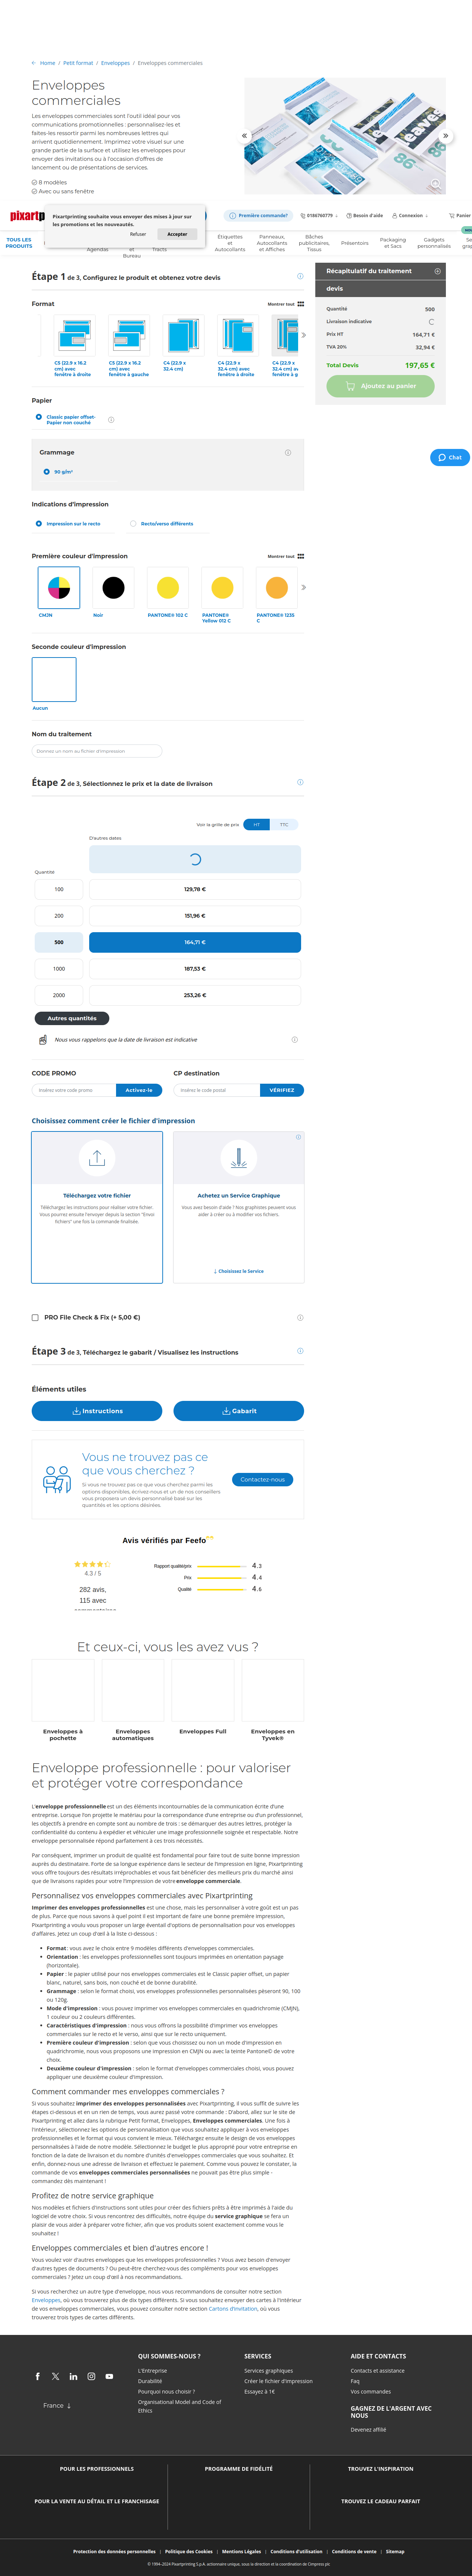 Home / Petit format / Enveloppes / Enveloppes commerciales
Enveloppes
commerciales
Les enveloppes commerciales sont l'outil idéal pour vos
communications promotionnelles : personnalisez-les et
faites-les ressortir parmi les nombreuses lettres qui
arrivent quotidiennement. Imprimez votre visuel sur une
grande partie de la surface et utilisez les enveloppes pour
envoyer des invitations ou à l'occasion d'offres de
lancement ou de présentations de services.
8 modèles
Avec ou sans fenêtre
pixartp
Pixartprinting souhaite vous envoyer des mises à jour sur
les promotions et les nouveautés.
Refuser
Accepter
Première commande?
0186760779
Besoin d'aide
Connexion
Panier
TOUS LES
PRODUITS
Agendas
et
Bureau
Tracts
Étiquettes
et
Autocollants
Panneaux,
Autocollants
et Affiches
Bâches
publicitaires,
Tissus
Présentoirs
Packaging
et Sacs
Gadgets
personnalisés
Étape 1 de 3, Configurez le produit et obtenez votre devis
Format
Montrer tout
C5 (22.9 x 16.2
cm) avec
fenêtre à droite
C5 (22.9 x 16.2
cm) avec
fenêtre à gauche
C4 (22.9 x
32.4 cm)
C4 (22.9 x
32.4 cm) avec
fenêtre à droite
C4 (22.9 x
32.4 cm) av
fenêtre à g
Papier
Classic papier offset-
Papier non couché
Grammage
90 g/m²
Indications d'impression
Impression sur le recto
Recto/verso différents
Première couleur d'impression
Montrer tout
CMJN
Noir
PANTONE® 102 C
PANTONE®
Yellow 012 C
PANTONE® 1235
C
Seconde couleur d'impression
Aucun
Nom du traitement
Donnez un nom au fichier d'impression
Récapitulatif du traitement
devis
Quantité 500
Livraison indicative
Prix HT 164,71 €
TVA 20% 32,94 €
Total Devis 197,65 €
Ajoutez au panier
Chat
Étape 2 de 3, Sélectionnez le prix et la date de livraison
Voir la grille de prix HT TTC
D'autres dates
Quantité
100 129,78 €
200 151,96 €
500 164,71 €
1000 187,53 €
2000 253,26 €
Autres quantités
Nous vous rappelons que la date de livraison est indicative
CODE PROMO
Insérez votre code promo
Activez-le
CP destination
Insérez le code postal
VÉRIFIEZ
Choisissez comment créer le fichier d'impression
Téléchargez votre fichier
Téléchargez les instructions pour réaliser votre fichier.
Vous pourrez ensuite l'envoyer depuis la section "Envoi
fichiers" une fois la commande finalisée.
Achetez un Service Graphique
Vous avez besoin d'aide ? Nos graphistes peuvent vous
aider à créer ou à modifier vos fichiers.
Choisissez le Service
PRO File Check & Fix (+ 5,00 €)
Étape 3 de 3, Téléchargez le gabarit / Visualisez les instructions
Éléments utiles
Instructions
Gabarit
Vous ne trouvez pas ce
que vous cherchez ?
Si vous ne trouvez pas ce que vous cherchez parmi les
options disponibles, écrivez-nous et un de nos conseillers
vous proposera un devis personnalisé basé sur les
quantités et les options désirées.
Contactez-nous
Avis vérifiés par Feefo
4.3 / 5
282 avis,
115 avec
Rapport qualité/prix 4.3
Prix 4.4
Qualité 4.6
Et ceux-ci, vous les avez vus ?
Enveloppes à
pochette
Enveloppes
automatiques
Enveloppes Full
Enveloppes en
Tyvek®
Enveloppe professionnelle : pour valoriser
et protéger votre correspondance
L'enveloppe professionnelle est un des éléments incontournables de la communication écrite d'une
entreprise. Lorsque l'on projette le matériau pour la correspondance d'une entreprise ou d'un professionnel,
les objectifs à prendre en compte sont au nombre de trois : se démarquer des autres lettres, protéger la
confidentialité du contenu à expédier et véhiculer une image professionnelle soignée et respectable. Notre
enveloppe personnalisée répond parfaitement à ces trois nécessités.
Par conséquent, imprimer un produit de qualité est fondamental pour faire tout de suite bonne impression
auprès du destinataire. Forte de sa longue expérience dans le secteur de l'impression en ligne, Pixartprinting
vous offre toujours des résultats irréprochables et vous fait bénéficier des meilleurs prix du marché ainsi
que de livraisons rapides pour votre l'impression de votre enveloppe commerciale.
Personnalisez vos enveloppes commerciales avec Pixartprinting
Imprimer des enveloppes professionnelles est une chose, mais les personnaliser à votre goût est un pas
de plus. Parce que nous savons à quel point il est important de faire une bonne première impression,
Pixartprinting a voulu vous proposer un large éventail d'options de personnalisation pour vos enveloppes
d'affaires. Jetez un coup d'œil à la liste ci-dessous :
• Format : vous avez le choix entre 9 modèles différents d'enveloppes commerciales.
• Orientation : les enveloppes professionnelles sont toujours imprimées en orientation paysage
(horizontale).
• Papier : le papier utilisé pour nos enveloppes commerciales est le Classic papier offset, un papier
blanc, naturel, sans bois, non couché et de bonne durabilité.
• Grammage : selon le format choisi, vos enveloppes professionnelles personnalisées pèseront 90, 100
ou 120g.
• Mode d'impression : vous pouvez imprimer vos enveloppes commerciales en quadrichromie (CMJN),
1 couleur ou 2 couleurs différentes.
• Caractéristiques d'impression : nous vous offrons la possiblité d'imprimer vos enveloppes
commerciales sur le recto et le verso, ainsi que sur le recto uniquement.
• Première couleur d'impression : selon que vous choisissez ou non un mode d'impression en
quadrichromie, nous vous proposons une impression en CMJN ou avec la teinte Pantone© de votre
choix.
• Deuxième couleur d'impression : selon le format d'enveloppes commerciales choisi, vous pouvez
appliquer une deuxième couleur d'impression.
Comment commander mes enveloppes commerciales ?
Si vous souhaitez imprimer des enveloppes personnalisées avec Pixartprinting, il vous suffit de suivre les
étapes ci-dessous et en un rien de temps, vous aurez passé votre commande : D'abord, allez sur le site de
Pixartprinting et allez dans la rubrique Petit format, Enveloppes, Enveloppes commerciales. Une fois à
l'intérieur, sélectionnez les options de personnalisation que vous souhaitez appliquer à vos enveloppes
professionnelles et le format qui vous convient le mieux. Téléchargez ensuite le design de vos enveloppes
personnalisées à l'aide de notre modèle. Sélectionnez le budget le plus approprié pour votre entreprise en
fonction de la date de livraison et du nombre d'unités d'enveloppes commerciales que vous souhaitez. Et
enfin, donnez-nous une adresse de livraison et effectuez le paiement. Comme vous pouvez le constater, la
commande de vos enveloppes commerciales personnalisées ne pouvait pas être plus simple -
commandez dès maintenant !
Profitez de notre service graphique
Nos modèles et fichiers d'instructions sont utiles pour créer des fichiers prêts à être imprimés à l'aide du
logiciel de votre choix. Si vous rencontrez des difficultés, notre équipe du service graphique se fera un
plaisir de vous aider à préparer votre fichier, afin que vos produits soient exactement comme vous le
souhaitez !
Enveloppes commerciales et bien d'autres encore !
Vous voulez voir d'autres enveloppes que les enveloppes professionnelles ? Vous avez besoin d'envoyer
d'autres types de documents ? Ou peut-être cherchez-vous des compléments pour vos enveloppes
commerciales ? Jetez un coup d'œil à nos recommandations.
Si vous recherchez un autre type d'enveloppe, nous vous recommandons de consulter notre section
Enveloppes, où vous trouverez plus de dix types différents. Si vous souhaitez envoyer des cartes à l'intérieur
de vos enveloppes commerciales, vous pouvez consulter notre section Cartons d'invitation, où vous
trouverez trois types de cartes différents.
France
QUI SOMMES-NOUS ?
L'Entreprise
Durabilité
Pourquoi nous choisir ?
Organisational Model and Code of
Ethics
SERVICES
Services graphiques
Créer le fichier d'impression
Essayez à 1€
AIDE ET CONTACTS
Contacts et assistance
Faq
Vos commandes
GAGNEZ DE L'ARGENT AVEC
NOUS
Devenez affilié
POUR LES PROFESSIONNELS
PROGRAMME DE FIDÉLITÉ
TROUVEZ L'INSPIRATION
POUR LA VENTE AU DÉTAIL ET LE FRANCHISAGE
TROUVEZ LE CADEAU PARFAIT
Protection des données personnelles | Politique des Cookies | Mentions Légales | Conditions d'utilisation | Conditions de vente | Sitemap
© 1994-2024 Pixartprinting S.p.A. actionnaire unique, sous la direction et la coordination de Cimpress plc